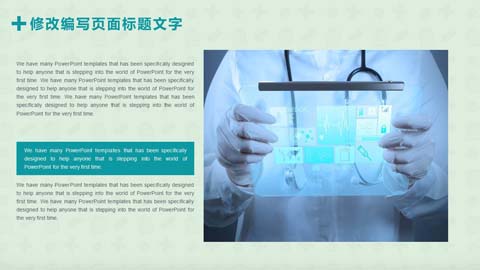 修改编写页面标题文字
We have many PowerPoint templates that has been specifically designed
to help anyone that is stepping into the world of PowerPoint for the very
first time. We have many PowerPoint templates that has been specifically
designed to help anyone that is stepping into the world of PowerPoint for
the very first time. We have many PowerPoint templates that has been
specifically designed to help anyone that is stepping into the world of
PowerPoint for the very first time.
We have many PowerPoint templates that has been specifically
designed to help anyone that is stepping into the world of
PowerPoint for the very first time.
We have many PowerPoint templates that has been specifically designed
to help anyone that is stepping into the world of PowerPoint for the very
first time. We have many PowerPoint templates that has been specifically
designed to help anyone that is stepping into the world of PowerPoint for
the very first time.